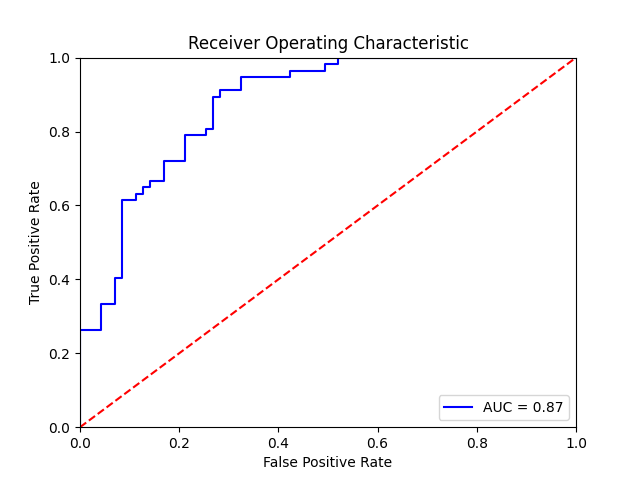 Receiver Operating Characteristic
True Positive Rate
1.0
0.8
0.6
0.4
0.2
0.0
AUC = 0.87
0.0 0.2 0.4 0.6 0.8 1.0
False Positive Rate